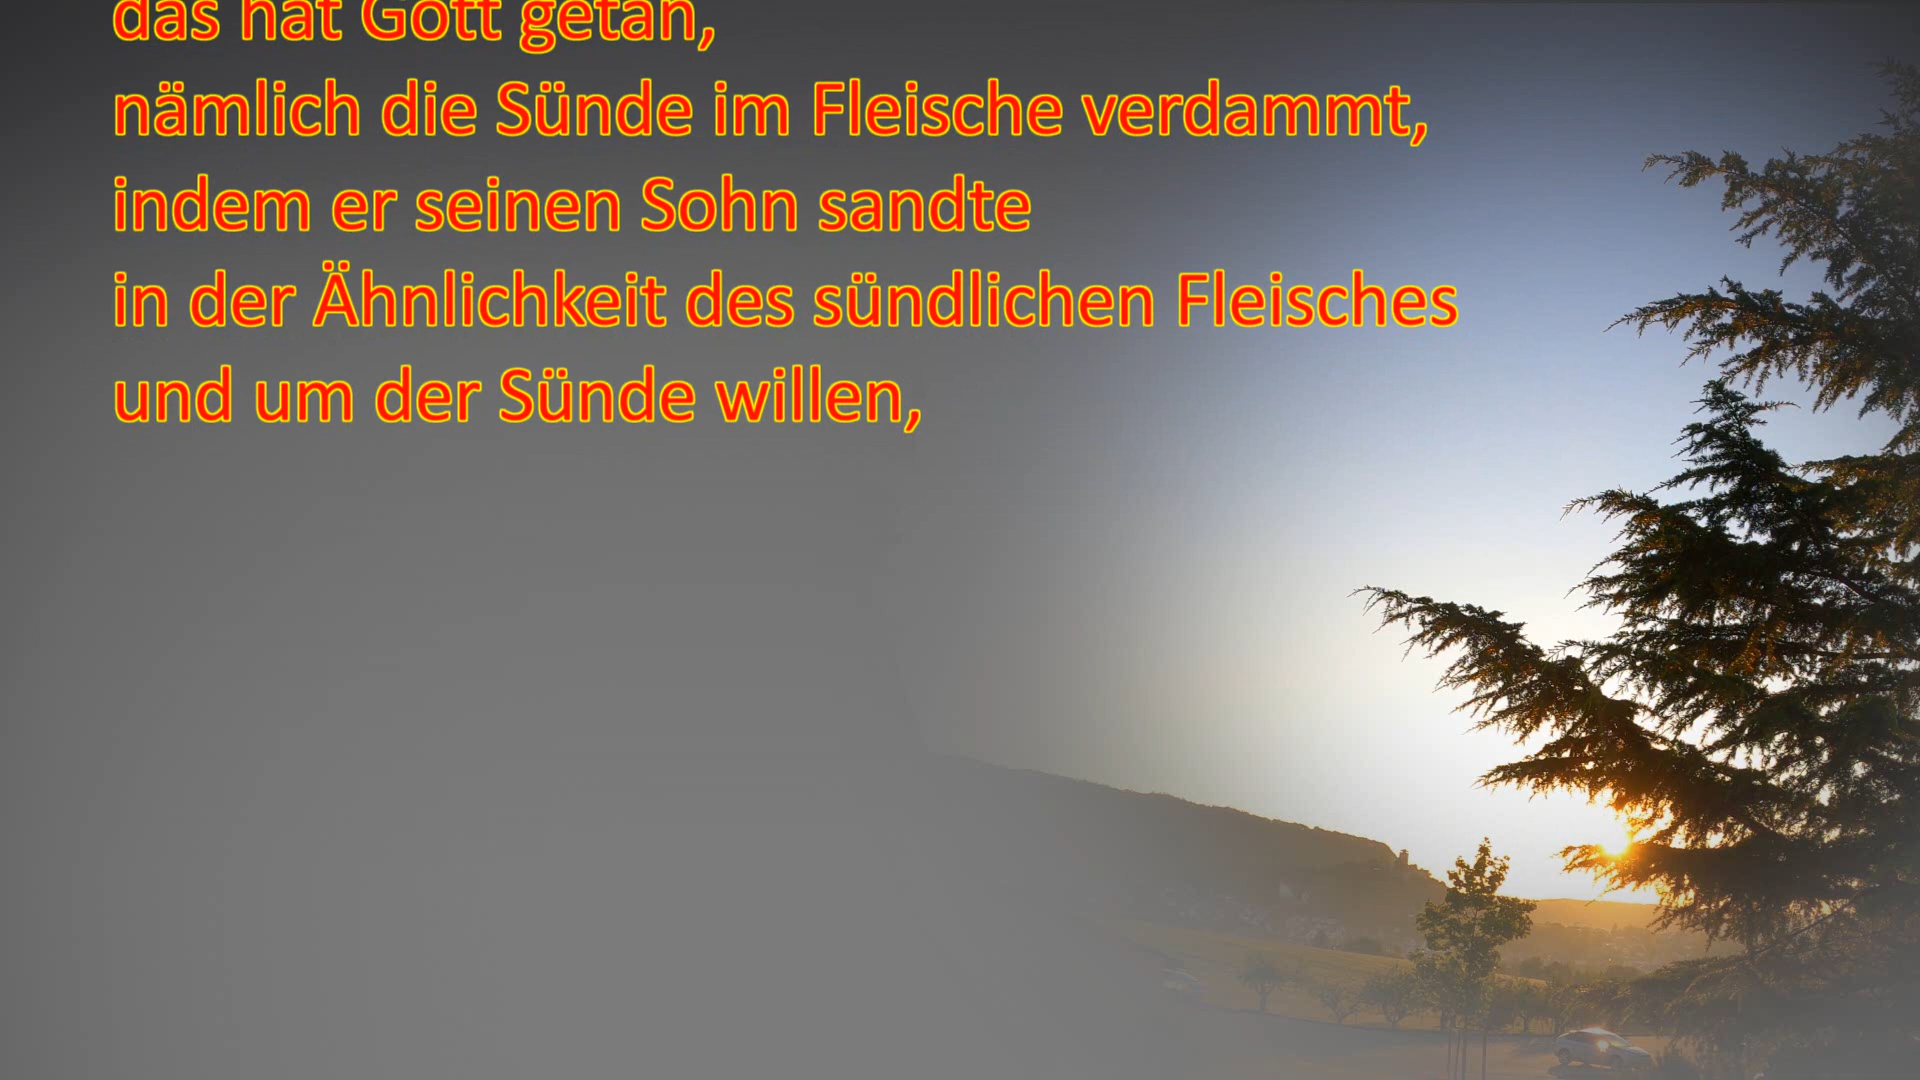 das hat Gott getan,
nämlich die Sünde im Fleische verdammt,
indem er seinen Sohn sandte
in der Ähnlichkeit des sündlichen Fleisches
und um der Sünde willen,